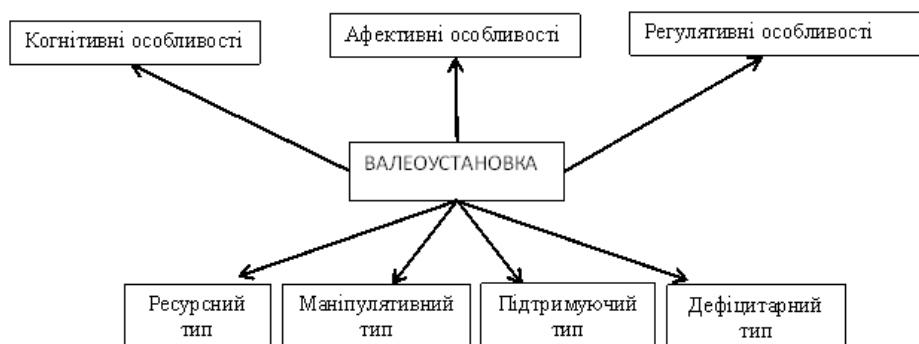 Когнітивні особливості
Афективні особливості
Регулятивні особливості
ВАЛЕОУСТАНОВКА
Ресурсний
тип
Маніпулятивний
тип
Підтримуючий
тип
Дефіцитарний
тип